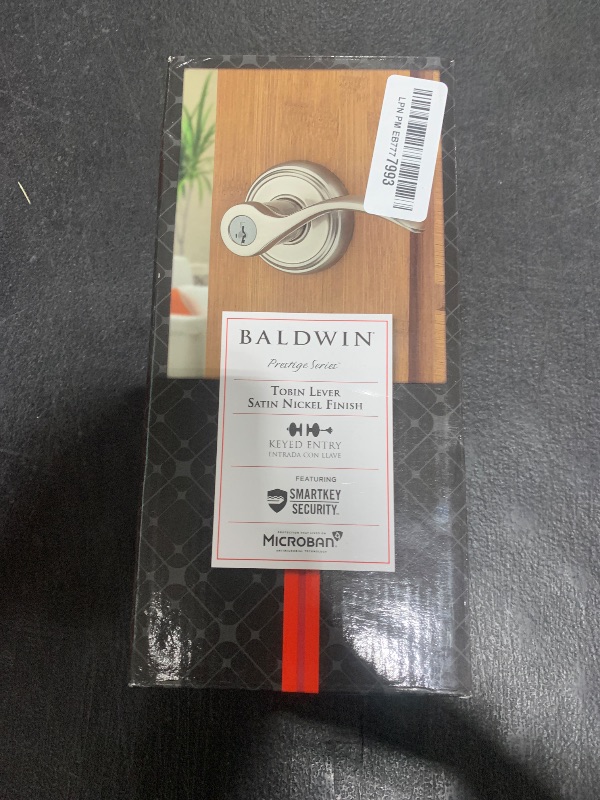 LPN PM EB7777993
BALDWIN
Prestige Series
TOBIN LEVER
SATIN NICKEL FINISH
KEYED ENTRY
ENTRADA CON LLAVE
FEATURING
SMARTKEY
SECURITY
MICROBAN